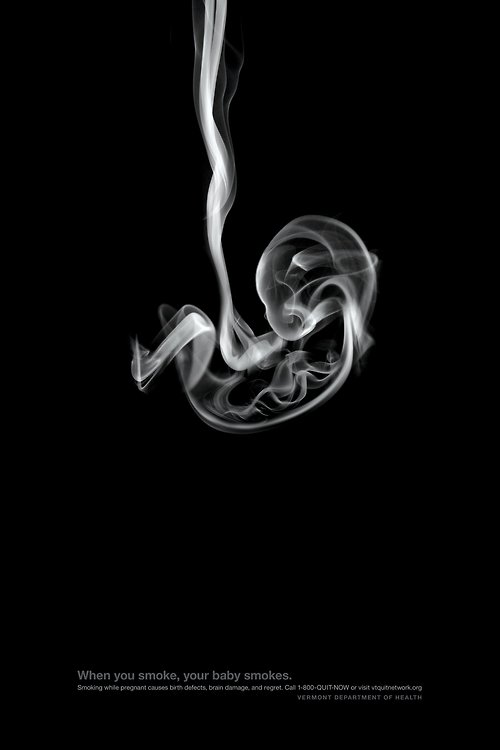 When you smoke, your baby smokes.
Smoking while pregnant causes birth defects, brain damage, and regret. Call 1-800-QUIT-NOW or visit vtquitnetwork.org
VERMONT DEPARTMENT OF HEALTH